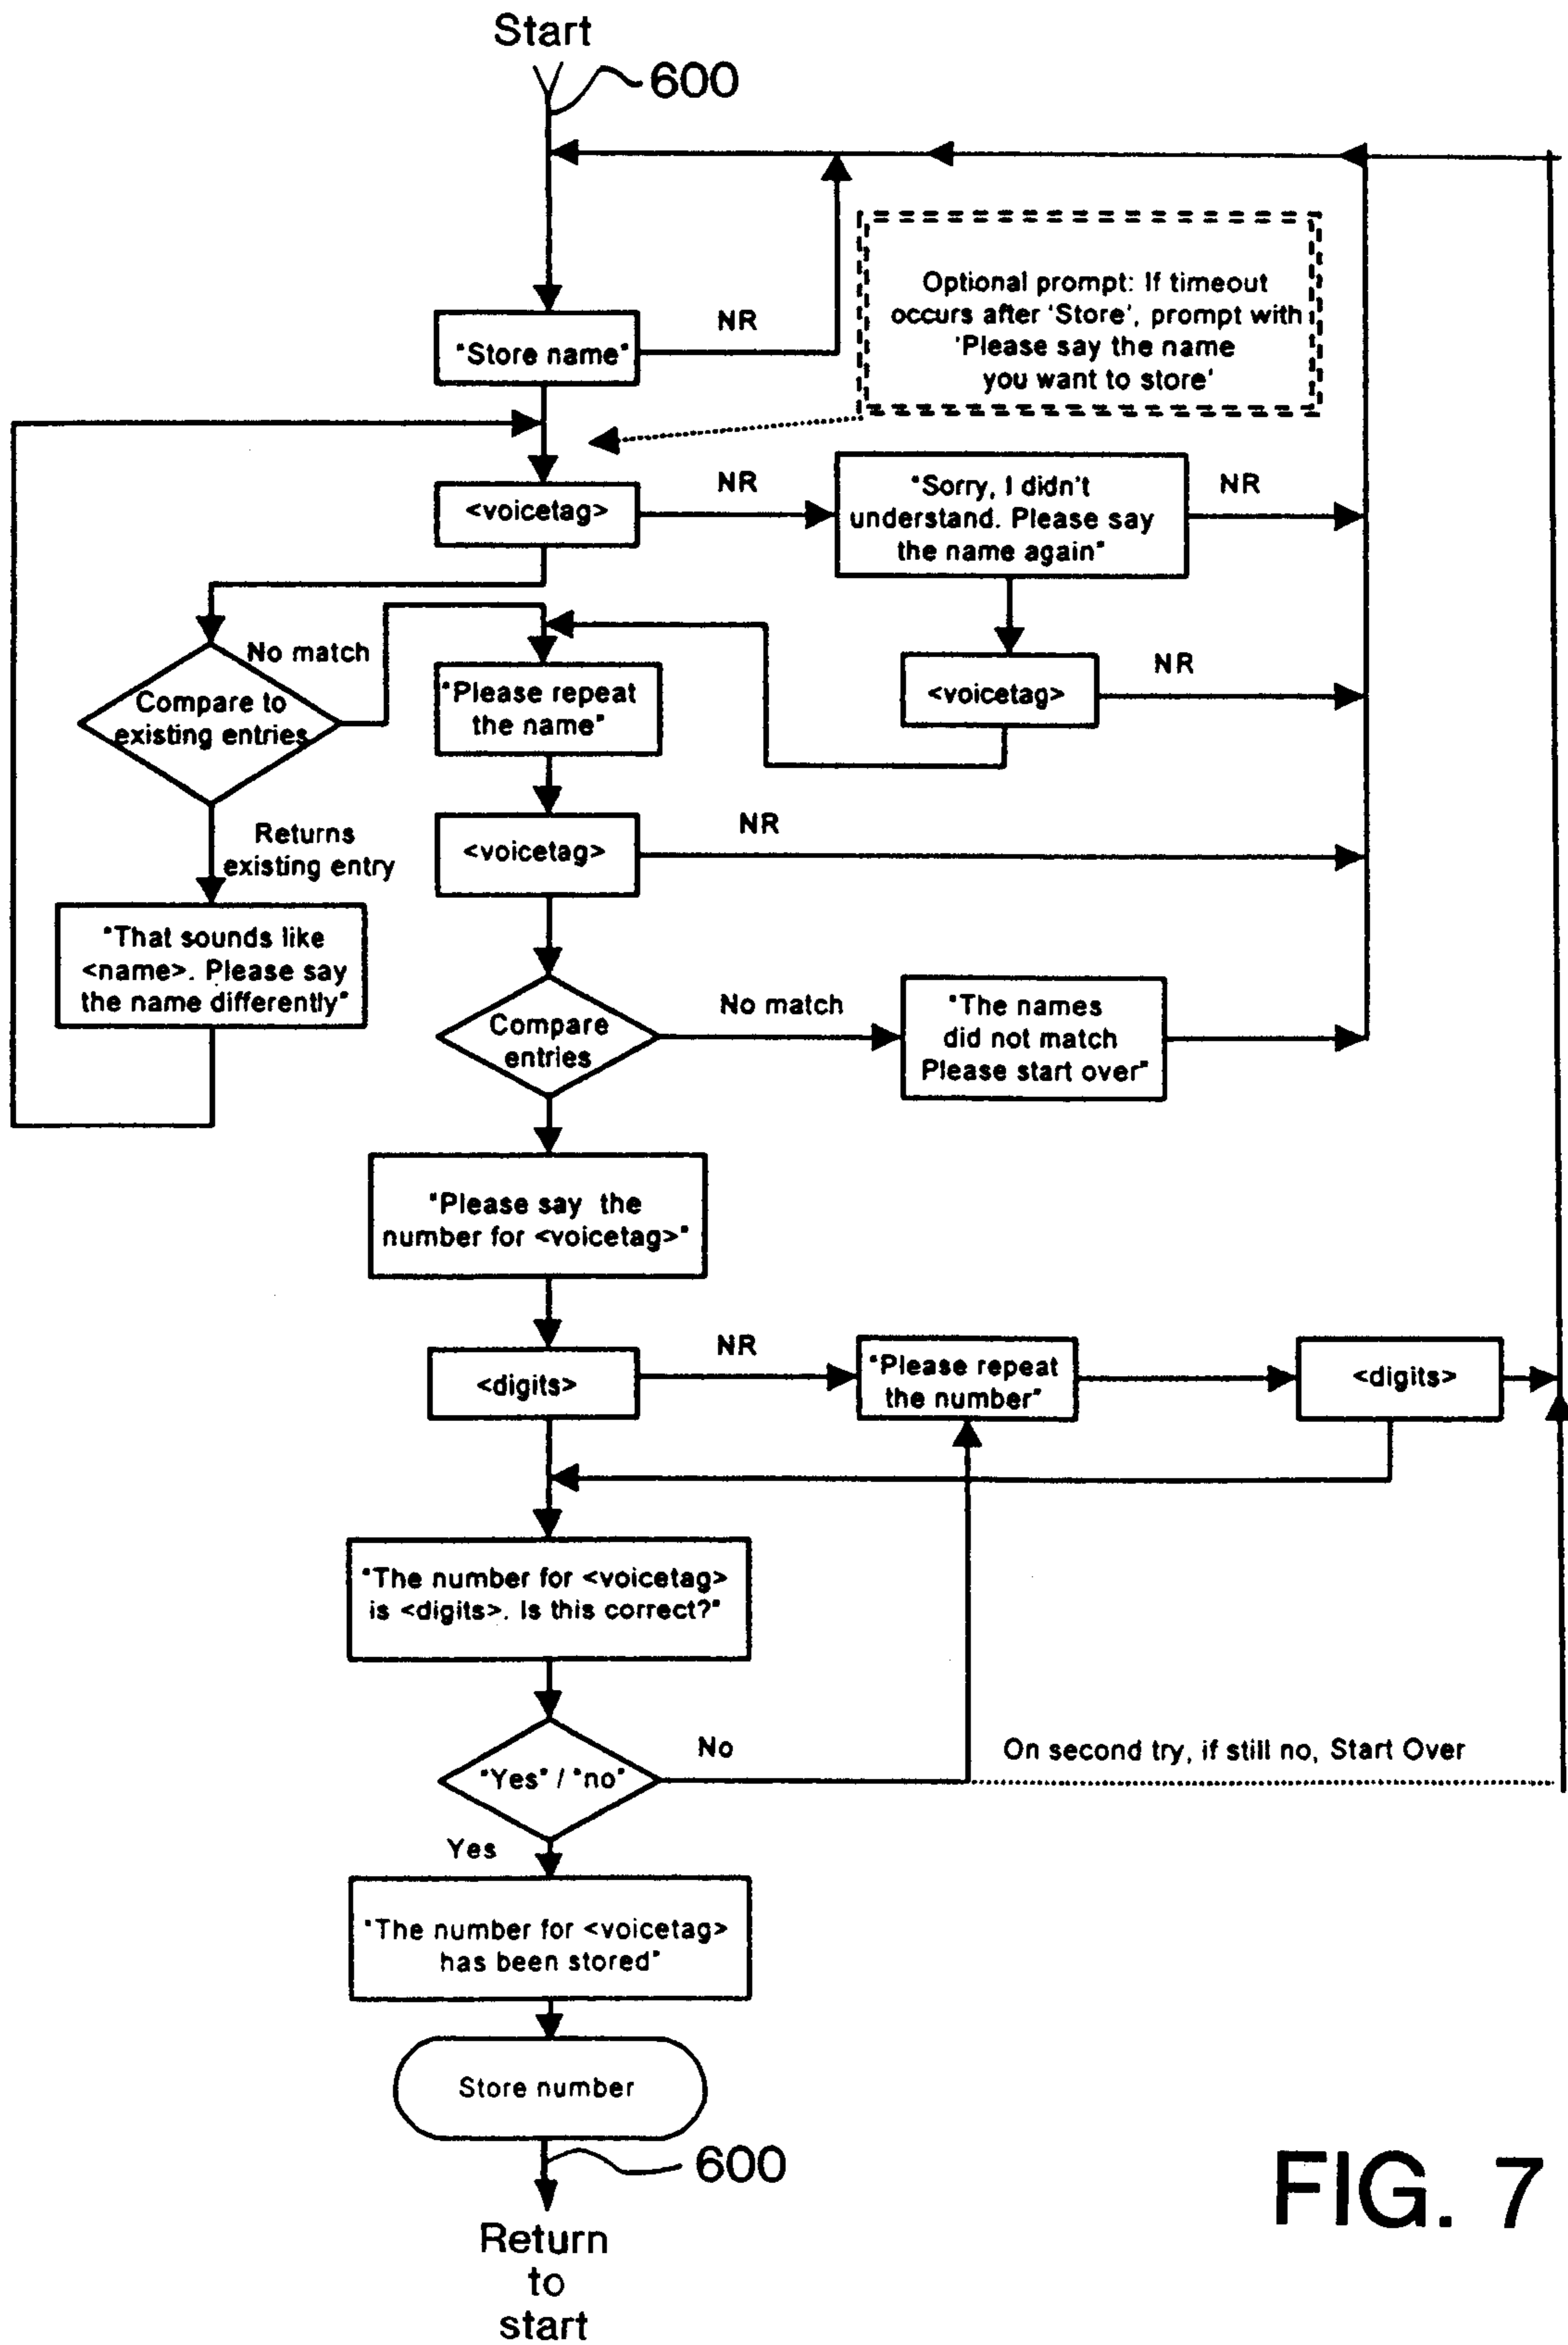 Start
600
Optional prompt: If timeout
occurs after 'Store', prompt with
'Please say the name
you want to store'
NR
"Store name"
<voicetag>
NR
"Sorry, I didn't
understand. Please say
the name again"
NR
No match
Compare to
existing entries
"Please repeat
the name"
<voicetag>
NR
Returns
existing entry
<voicetag>
NR
"That sounds like
<name>. Please say
the name differently"
Compare
entries
No match
"The names
did not match
Please start over"
"Please say the
number for <voicetag>"
<digits>
NR
"Please repeat
the number"
<digits>
"The number for <voicetag>
is <digits>. Is this correct?"
"Yes" / "no"
No
On second try, if still no, Start Over
Yes
"The number for <voicetag>
has been stored"
Store number
600
Return
to
start
FIG. 7